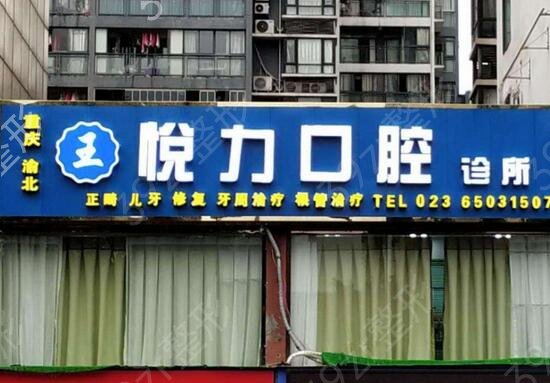 重庆 渝北
王
悦力口腔 诊所
正畸 儿牙 修复 牙周治疗 根管治疗 TEL 023 65031507